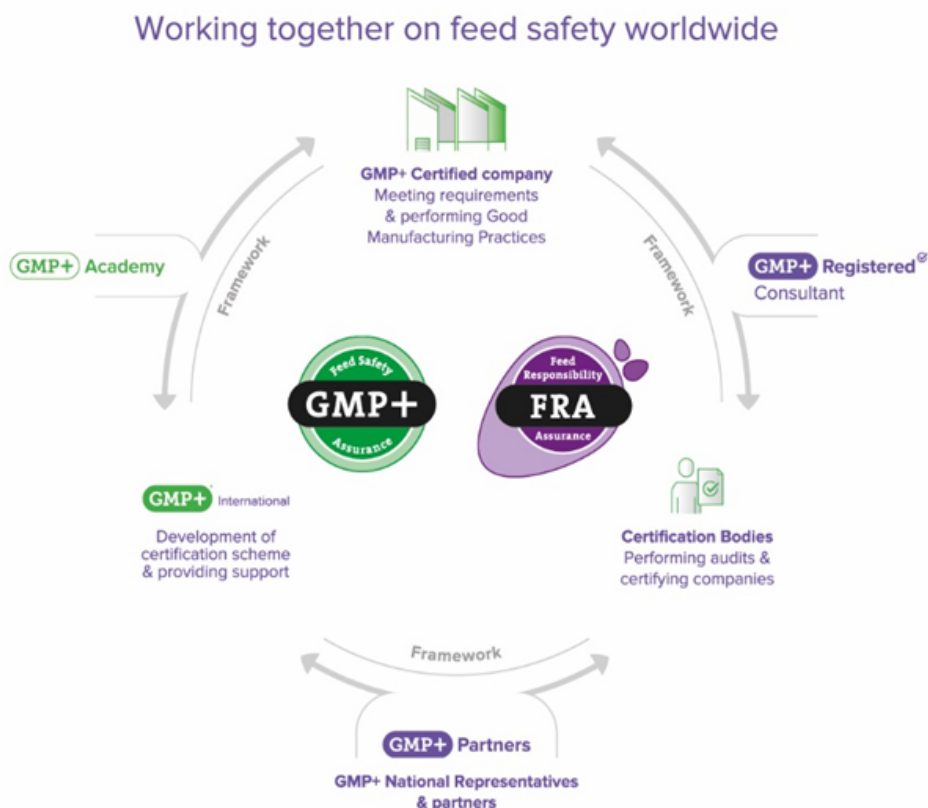 Working together on feed safety worldwide
GMP+ Certified company
Meeting requirements
& performing Good
Manufacturing Practices
GMP+ Academy
Framework
Framework
GMP+ Registered
Consultant
Feed Safety
GMP+
Assurance
Feed
Responsibility
FRA
Assurance
GMP+ International
Development of
certification scheme
& providing support
Certification Bodies
Performing audits &
certifying companies
Framework
GMP+ Partners
GMP+ National Representatives
& partners